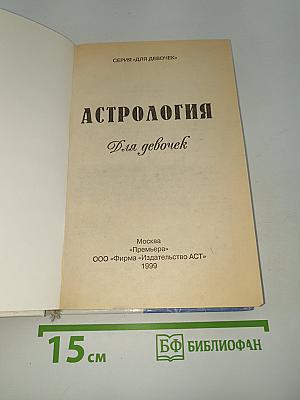 СЕРИЯ «ДЛЯ ДЕВОЧЕК»
АСТРОЛОГИЯ
Для девочек
Москва
«Премьера»
ООО «Фирма «Издательство АСТ»
1999
15 см
БФ БИБЛИОФАН